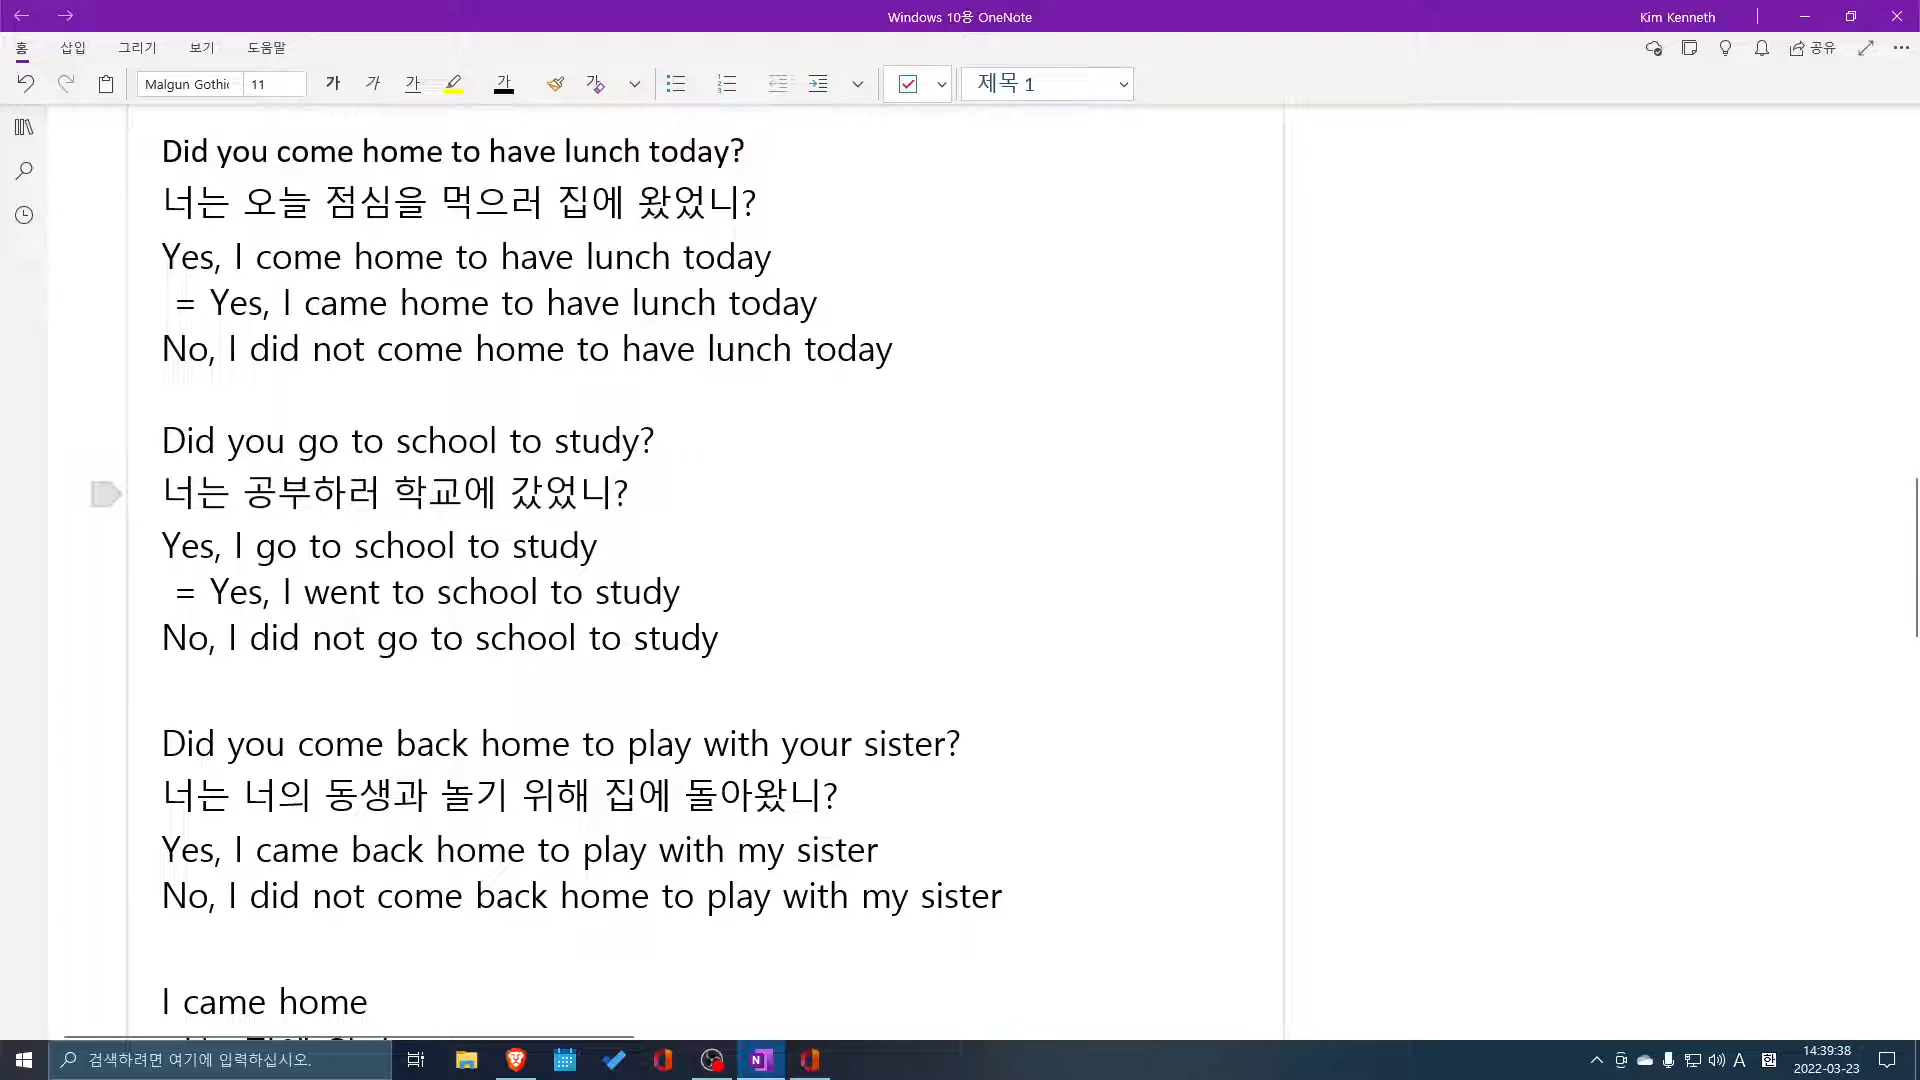 Windows 10용 OneNote
Kim Kenneth
홈 삽입 그리기 보기 도움말
공유
Malgun Gothic 11 가 가 가 가 가 제목 1
Did you come home to have lunch today?
너는 오늘 점심을 먹으러 집에 왔었니?
Yes, I come home to have lunch today
= Yes, I came home to have lunch today
No, I did not come home to have lunch today
Did you go to school to study?
너는 공부하러 학교에 갔었니?
Yes, I go to school to study
= Yes, I went to school to study
No, I did not go to school to study
Did you come back home to play with your sister?
너는 너의 동생과 놀기 위해 집에 돌아왔니?
Yes, I came back home to play with my sister
No, I did not come back home to play with my sister
I came home
검색하려면 여기에 입력하십시오.
A 한
14:39:38
2022-03-23